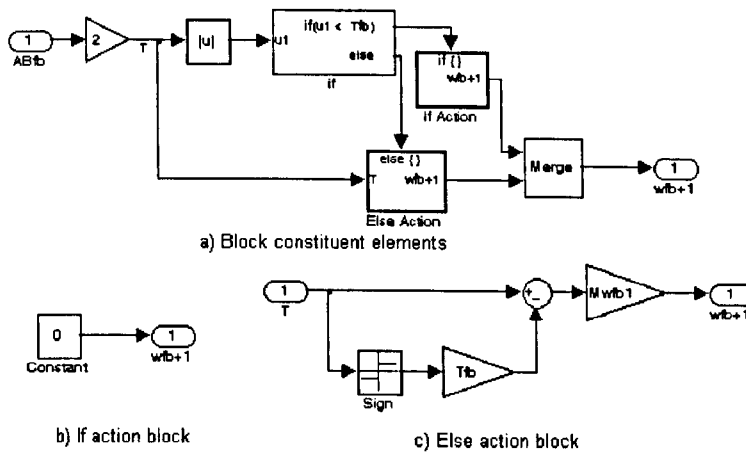 1
ABfb
2
T
|u|
u1
if(u1 < Tfb)
else
if
if { }
wfb+1
If Action
else { }
T
wfb+1
Else Action
Merge
1
wfb+1
a) Block constituent elements
0
Constant
1
wfb+1
b) If action block
1
T
Sign
Tfb
+
-
Mwfb1
1
wfb+1
c) Else action block